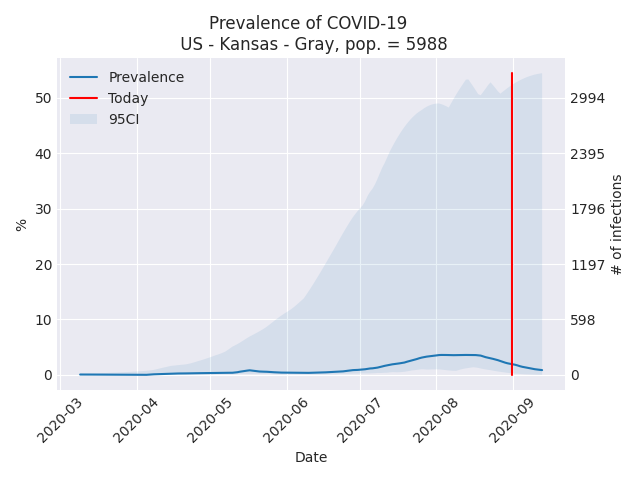 Prevalence of COVID-19
US - Kansas - Gray, pop. = 5988
Prevalence
Today
95CI
50
40
30
20
10
0
%
2994
2395
1796
1197
598
0
# of infections
2020-03
2020-04
2020-05
2020-06
2020-07
2020-08
2020-09
Date